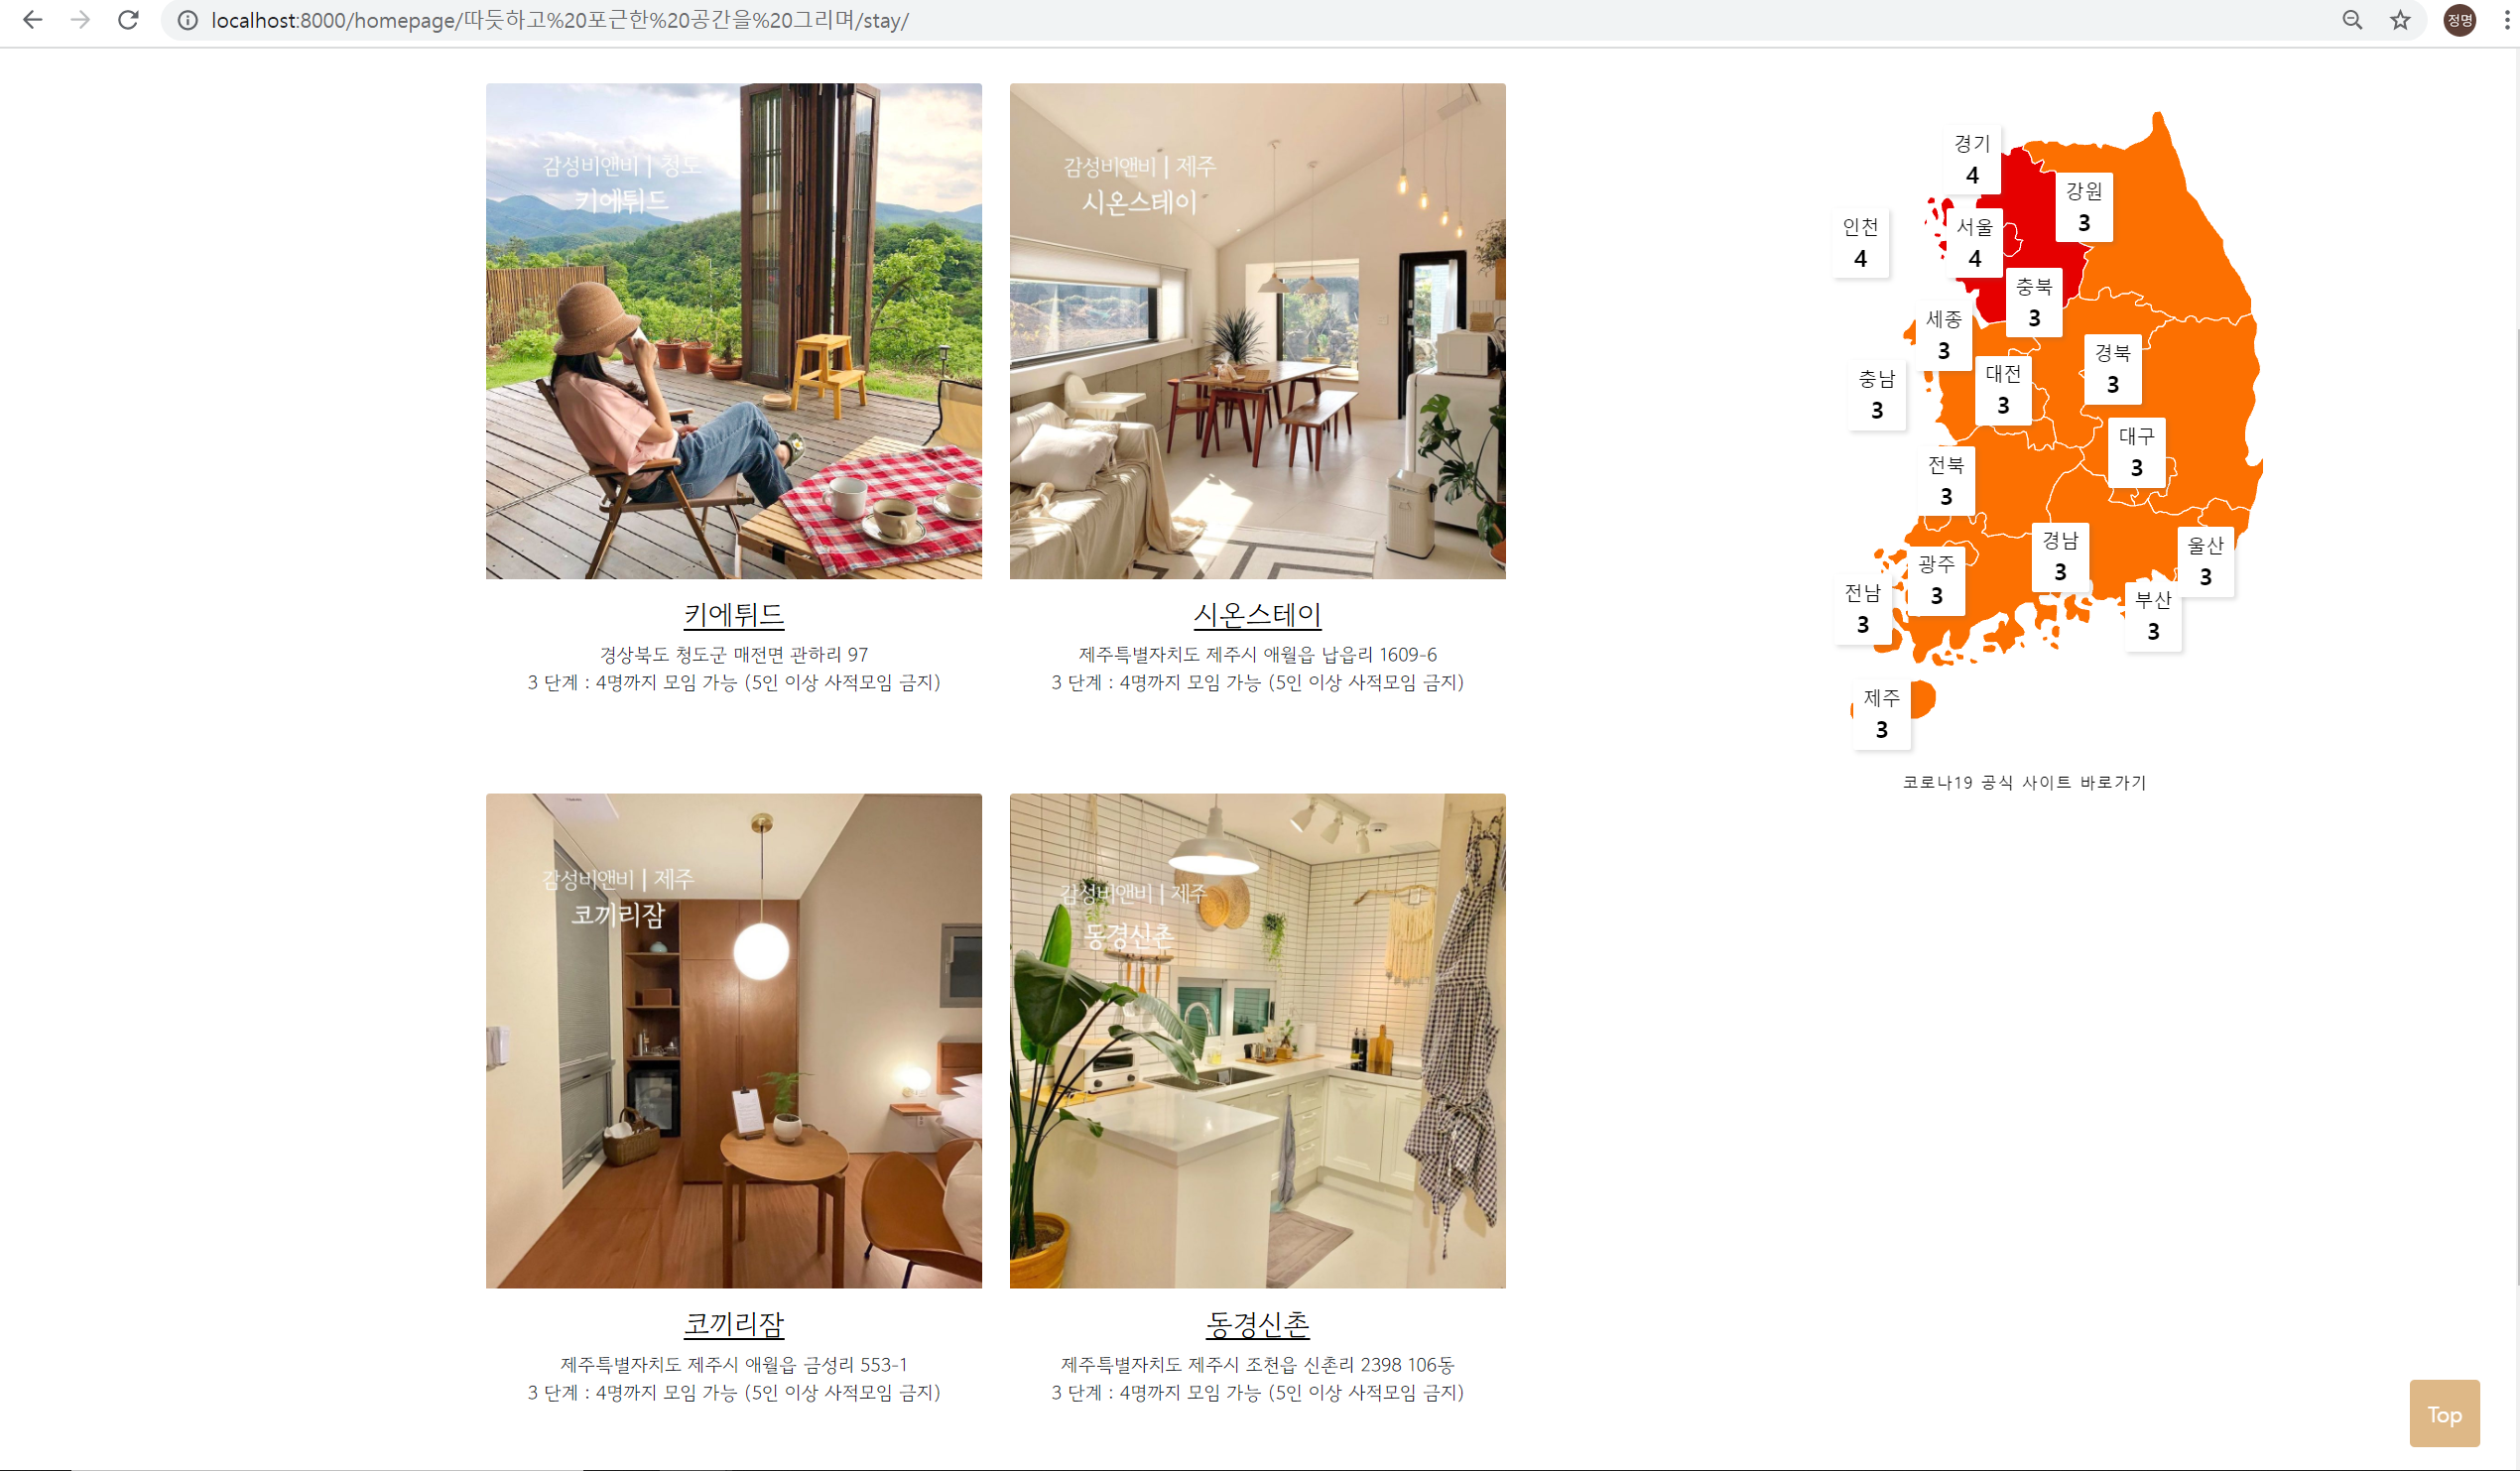 localhost:8000/homepage/따듯하고%20포근한%20공간을%20그리며/stay/
정명
감성비앤비 | 청도
키에튀드
감성비앤비 | 제주
시온스테이
키에튀드
경상북도 청도군 매전면 관하리 97
3 단계 : 4명까지 모임 가능 (5인 이상 사적모임 금지)
시온스테이
제주특별자치도 제주시 애월읍 납읍리 1609-6
3 단계 : 4명까지 모임 가능 (5인 이상 사적모임 금지)
감성비앤비 | 제주
코끼리잠
감성비앤비 | 제주
동경신촌
코끼리잠
제주특별자치도 제주시 애월읍 금성리 553-1
3 단계 : 4명까지 모임 가능 (5인 이상 사적모임 금지)
동경신촌
제주특별자치도 제주시 조천읍 신촌리 2398 106동
3 단계 : 4명까지 모임 가능 (5인 이상 사적모임 금지)
경기
4
강원
3
인천
4
서울
4
충북
3
세종
3
경북
3
충남
3
대전
3
대구
3
전북
3
경남
3
울산
3
광주
3
전남
3
부산
3
제주
3
코로나19 공식 사이트 바로가기
Top